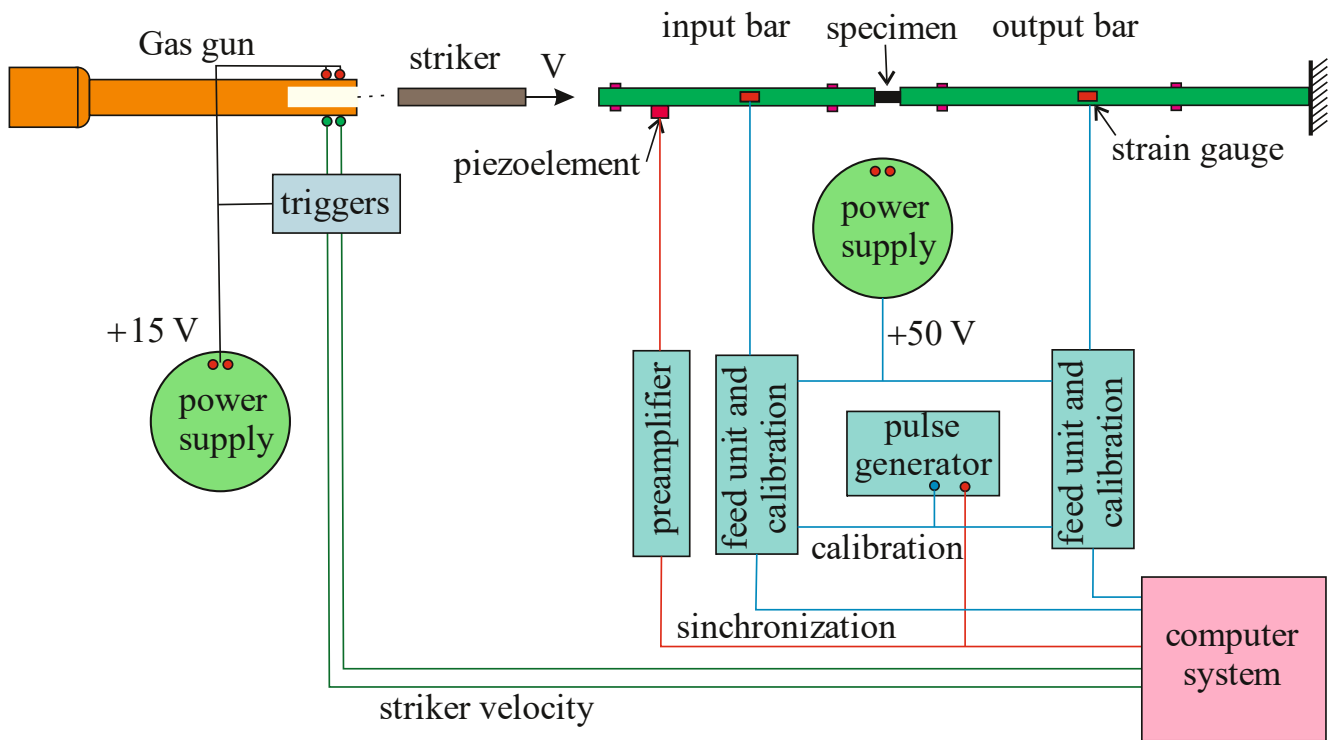 Gas gun
striker
V
input bar
specimen
output bar
piezoelement
strain gauge
triggers
power
supply
+15 V
power
supply
+50 V
preamplifier
feed unit and
calibration
pulse
generator
feed unit and
calibration
calibration
sinchronization
computer
system
striker velocity